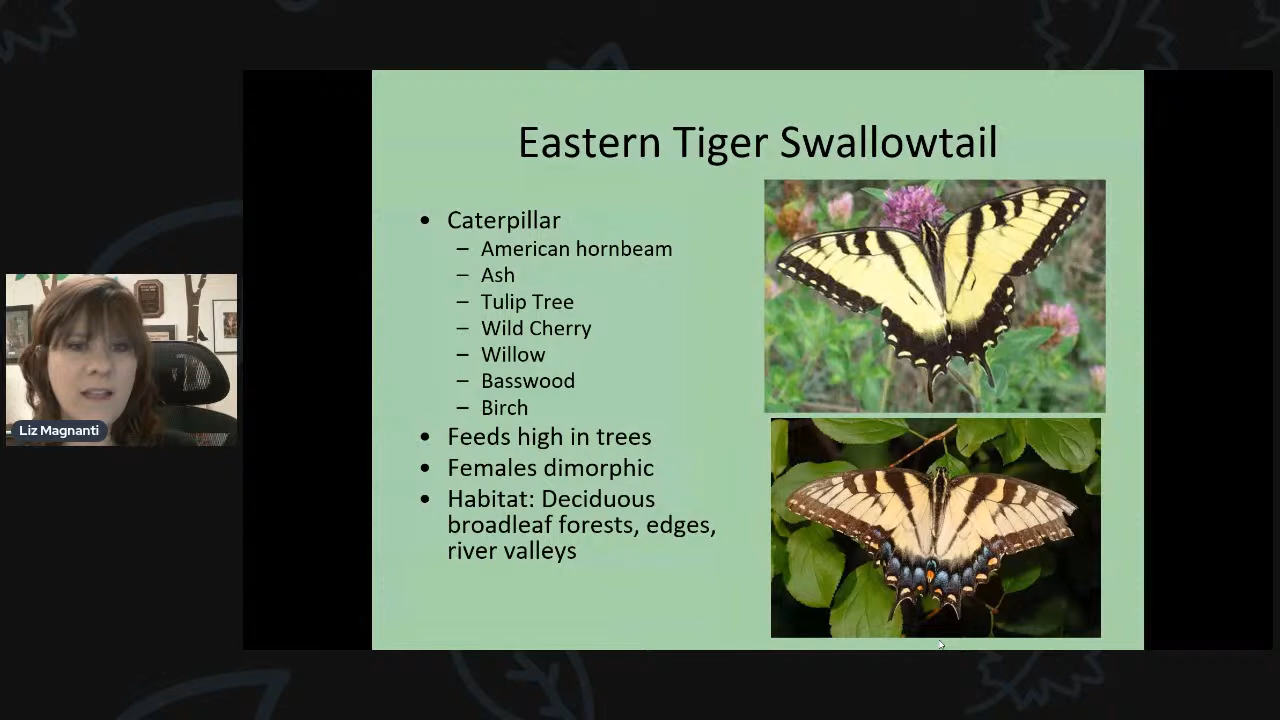 Eastern Tiger Swallowtail
• Caterpillar
– American hornbeam
– Ash
– Tulip Tree
– Wild Cherry
– Willow
– Basswood
– Birch
• Feeds high in trees
• Females dimorphic
• Habitat: Deciduous
broadleaf forests, edges,
river valleys
Liz Magnanti